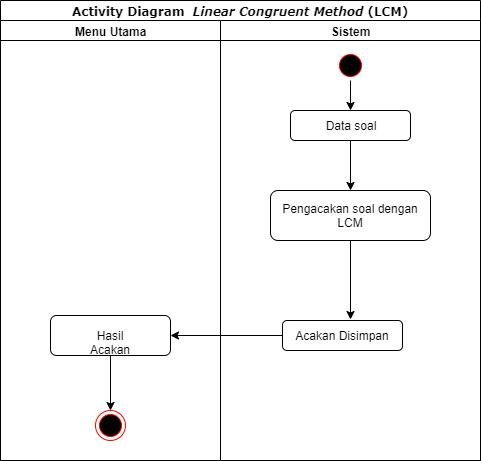 Activity Diagram Linear Congruent Method (LCM)
Menu Utama
Sistem
Data soal
Pengacakan soal dengan
LCM
Acakan Disimpan
Hasil
Acakan